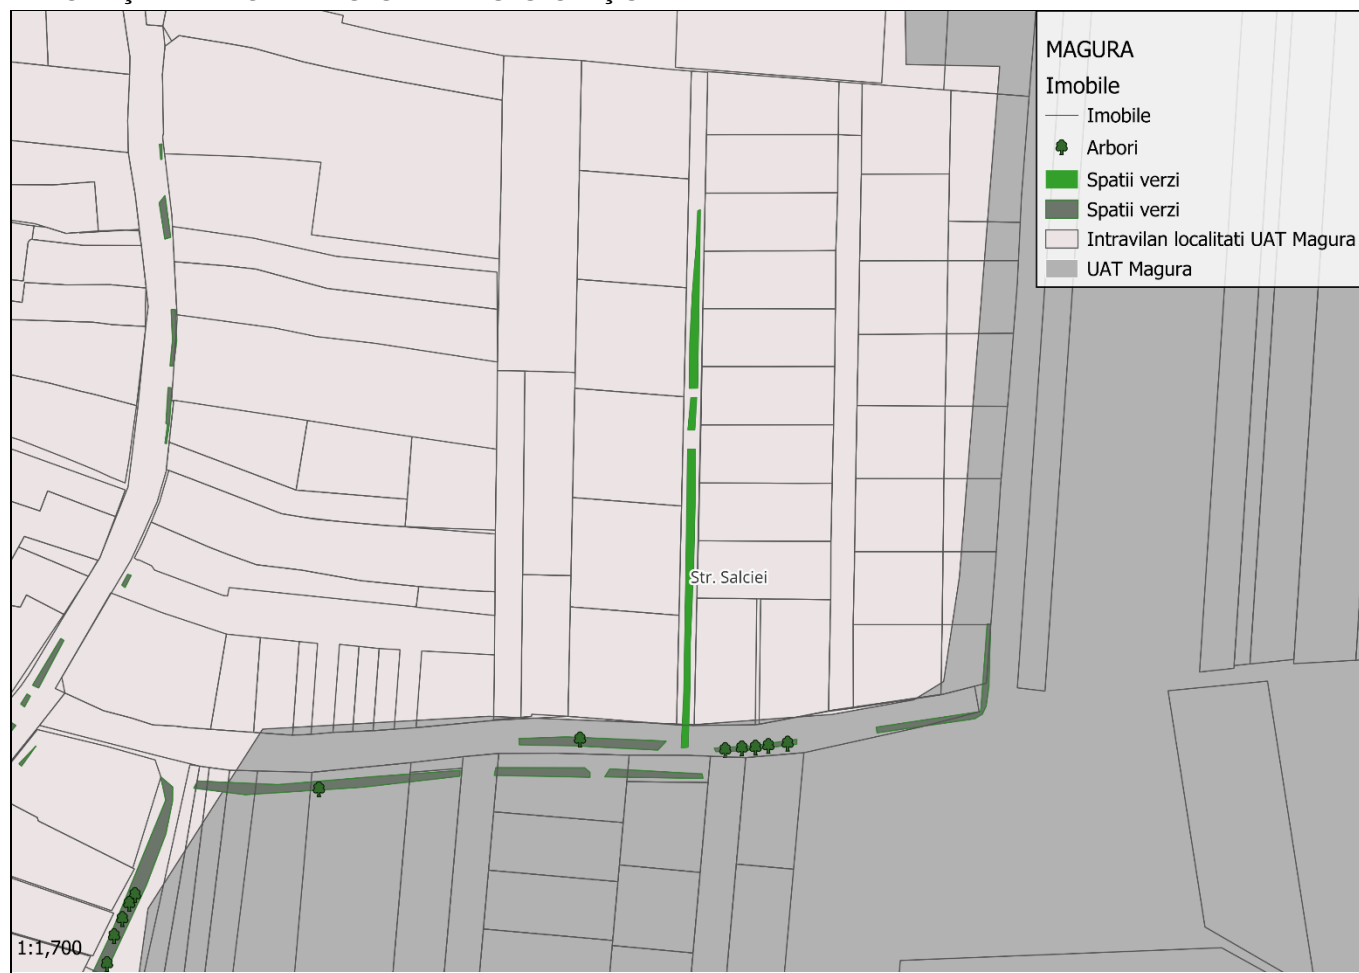 MAGURA
Imobile
Imobile
Arbori
Spatii verzi
Spatii verzi
Intravilan localitati UAT Magura
UAT Magura
Str. Salciei
1:1,700